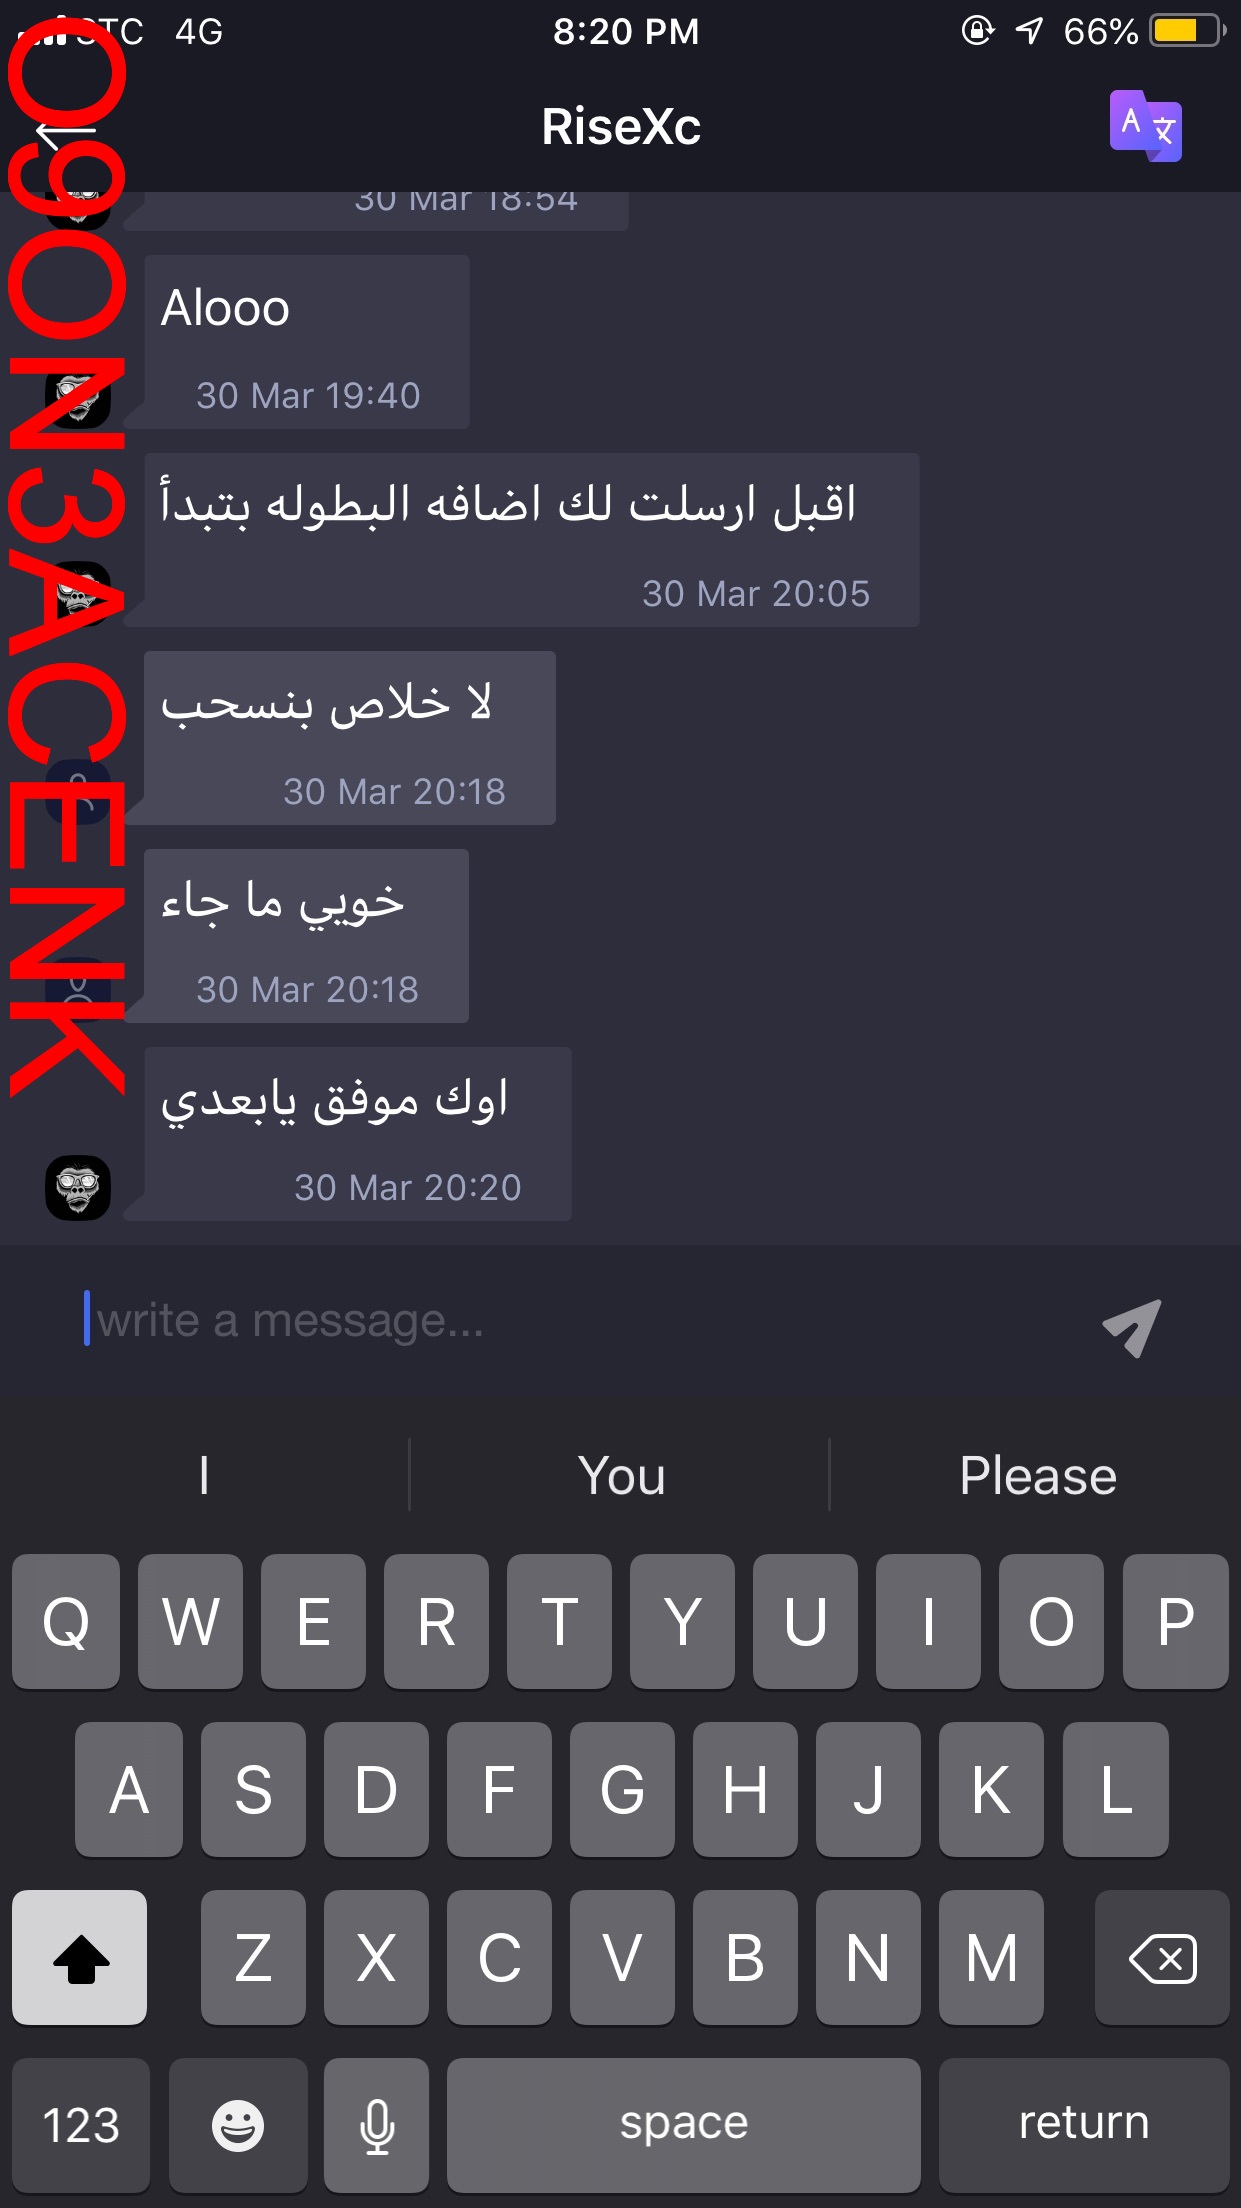 STC 4G 8:20 PM 66%
RiseXc
30 Mar 18:54
Alooo
30 Mar 19:40
اقبل ارسلت لك اضافه البطوله بتبدأ
30 Mar 20:05
لا خلاص بنسحب
30 Mar 20:18
خويي ما جاء
30 Mar 20:18
اوك موفق يابعدي
30 Mar 20:20
write a message...
I You Please
Q W E R T Y U I O P
A S D F G H J K L
Z X C V B N M
123 space return
O9ON3ACENK